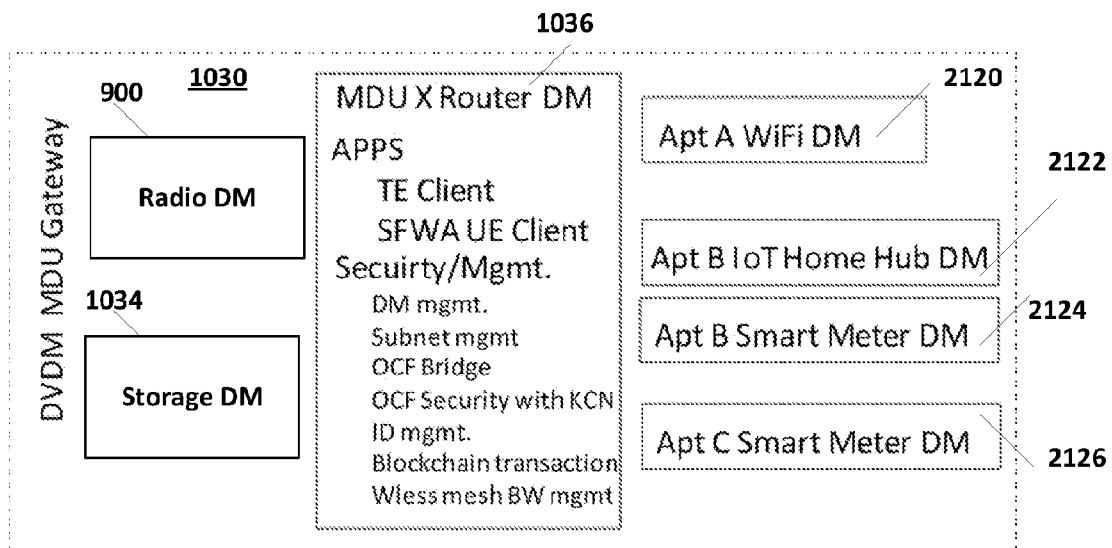 1036
1030
900
2120
DVDM MDU Gateway
Radio DM
1034
Storage DM
MDU X Router DM
APPS
TE Client
SFWA UE Client
Secuirty/Mgmt.
DM mgmt.
Subnet mgmt
OCF Bridge
OCF Security with KCN
ID mgmt.
Blockchain transaction
Wless mesh BW mgmt
Apt A WiFi DM
2122
Apt B IoT Home Hub DM
2124
Apt B Smart Meter DM
Apt C Smart Meter DM
2126